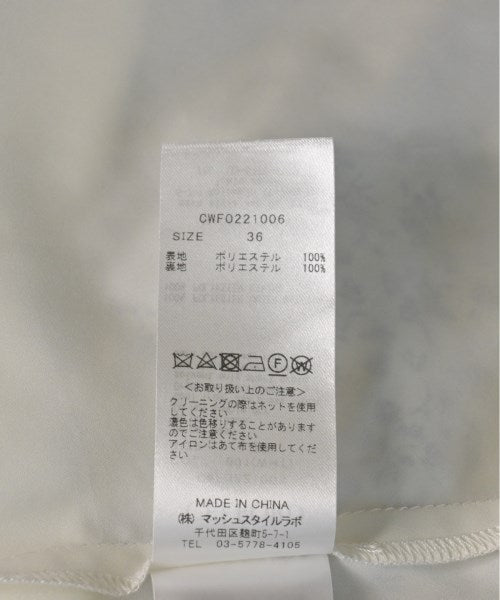 CWFO221006
SIZE 36
表地 ポリエステル 100%
裏地 ポリエステル 100%
<お取り扱い上のご注意>
クリーニングの際はネットを使用
してください
濃色は色移りすることがあります
のでご注意ください
アイロンはあて布を使用してくだ
さい
MADE IN CHINA
(株) マッシュスタイルラボ
千代田区麹町5-7-1
TEL 03-5778-4105